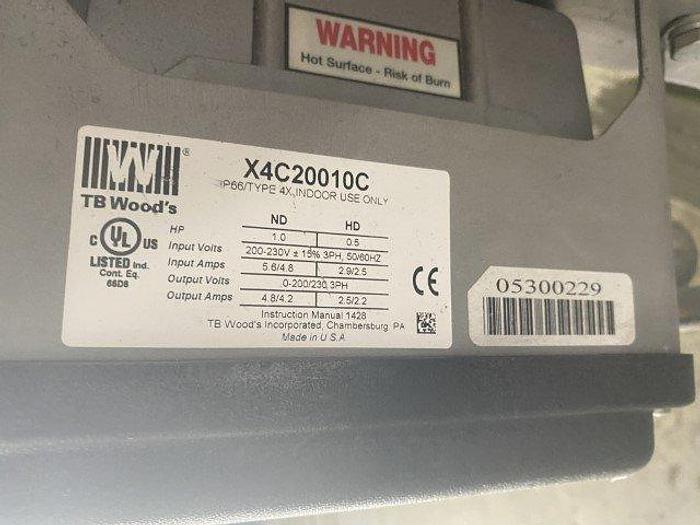 WARNING
Hot Surface - Risk of Burn
X4C20010C
IP66/TYPE 4X, INDOOR USE ONLY
TB Wood's
®
ND HD
HP 1.0 0.5
Input Volts 200-230V ± 15% 3PH, 50/60HZ
Input Amps 5.6/4.8 2.9/2.5
Output Volts 0-200/230 3PH
Output Amps 4.8/4.2 2.5/2.2
C UL US
LISTED Ind.
Cont. Eq.
66D6
CE
Instruction Manual 1428
TB Wood's Incorporated, Chambersburg PA
Made in U.S.A
05300229